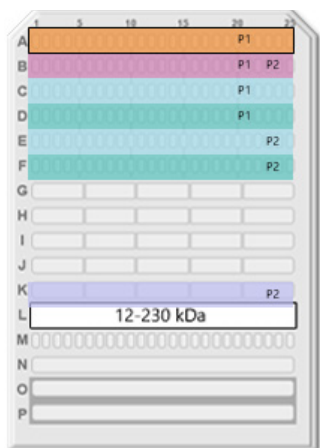 1 5 10 15 20 25
A P1
B P1 P2
C P1
D P1
E P2
F P2
G
H
I
J
K P2
L 12-230 kDa
M
N
O
P